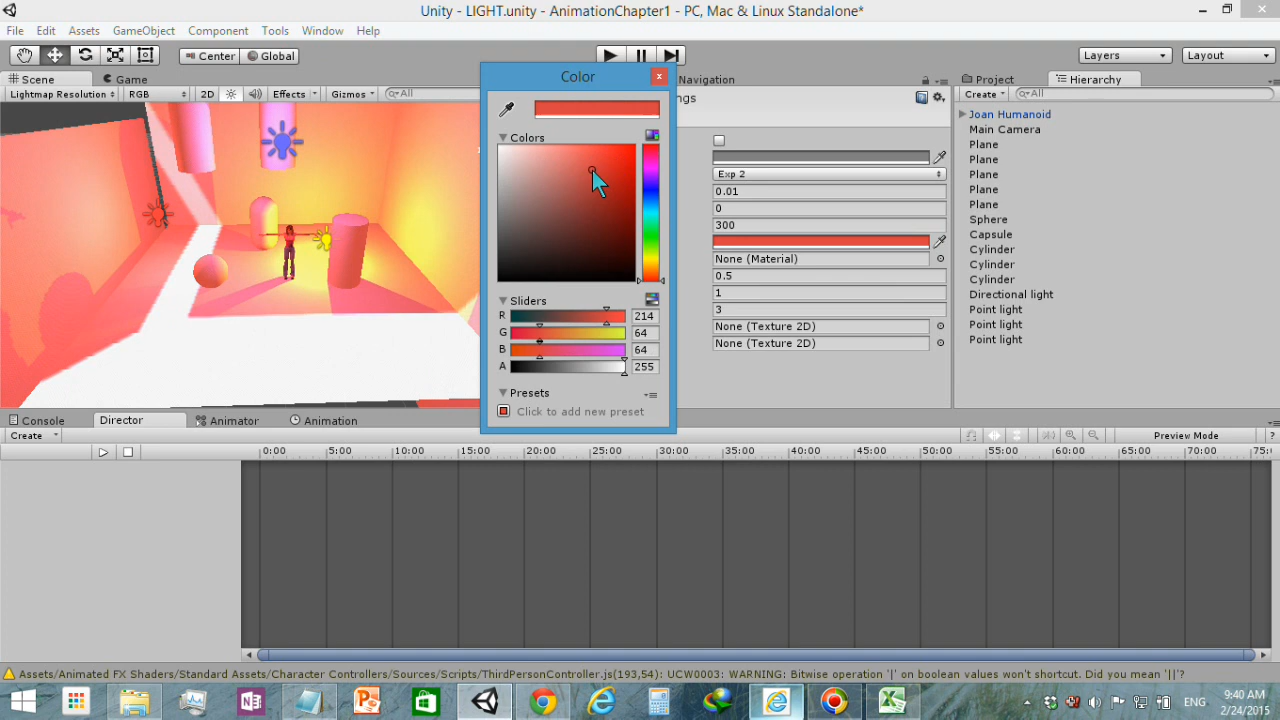 Unity - LIGHT.unity - AnimationChapter1 - PC, Mac & Linux Standalone*
File Edit Assets GameObject Component Tools Window Help
Center Global Layers Layout
Scene Game Color Navigation Project Hierarchy
Lightmap Resolution RGB 2D Effects Gizmos All ngs Create All
Joan Humanoid
Main Camera
Plane
Plane
Plane
Plane
Plane
Sphere
Capsule
Cylinder
Cylinder
Cylinder
Directional light
Point light
Point light
Point light
Colors
Exp 2
0.01
0
300
None (Material)
0.5
1
3
None (Texture 2D)
None (Texture 2D)
Sliders
R 214
G 64
B 64
A 255
Presets
Click to add new preset
Console Director Animator Animation
Create Preview Mode ?
0:00 5:00 10:00 15:00 20:00 25:00 30:00 35:00 40:00 45:00 50:00 55:00 60:00 65:00 70:00 75:
Assets/Animated FX Shaders/Standard Assets/Character Controllers/Sources/Scripts/ThirdPersonController.js(193,54): UCW0003: WARNING: Bitwise operation '|' on boolean values won't shortcut. Did you mean '||'?
ENG
9:40 AM
2/24/2015